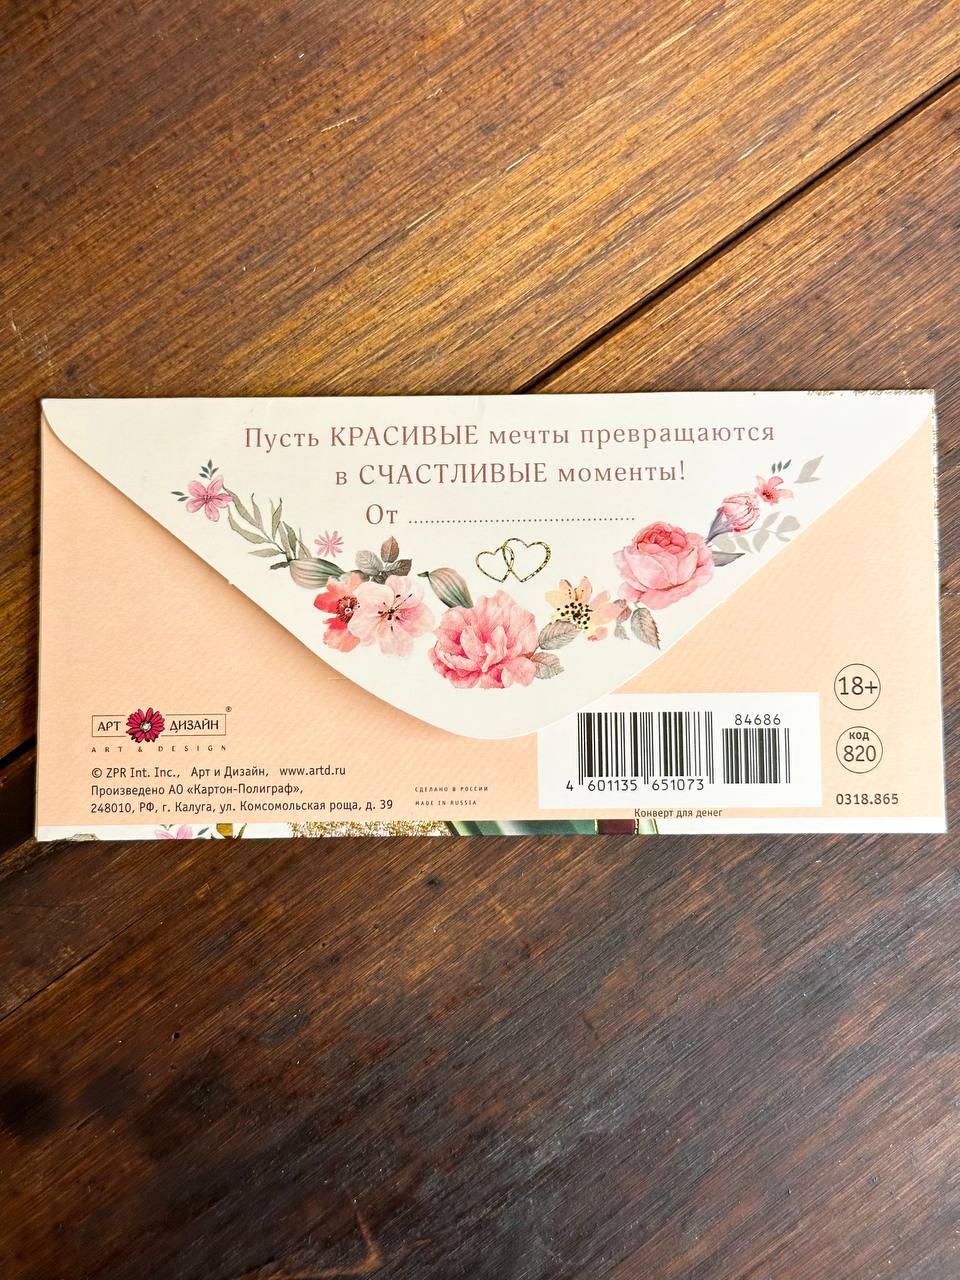 Пусть КРАСИВЫЕ мечты превращаются
в СЧАСТЛИВЫЕ моменты!
От ..........................................
АРТ ДИЗАЙН ®
ART & DESIGN
© ZPR Int. Inc., Арт и Дизайн, www.artd.ru
Произведено АО «Картон-Полиграф»,
248010, РФ, г. Калуга, ул. Комсомольская роща, д. 39
СДЕЛАНО В РОССИИ
MADE IN RUSSIA
84686
4 601135 651073
Конверт для денег
18+
код
820
0318.865